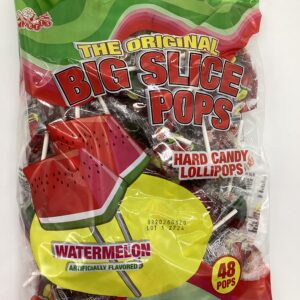 THE ORIGINAL
BIG SLICE
POPS
HARD CANDY
LOLLIPOPS
WATERMELON
ARTIFICIALLY FLAVORED
48
POPS